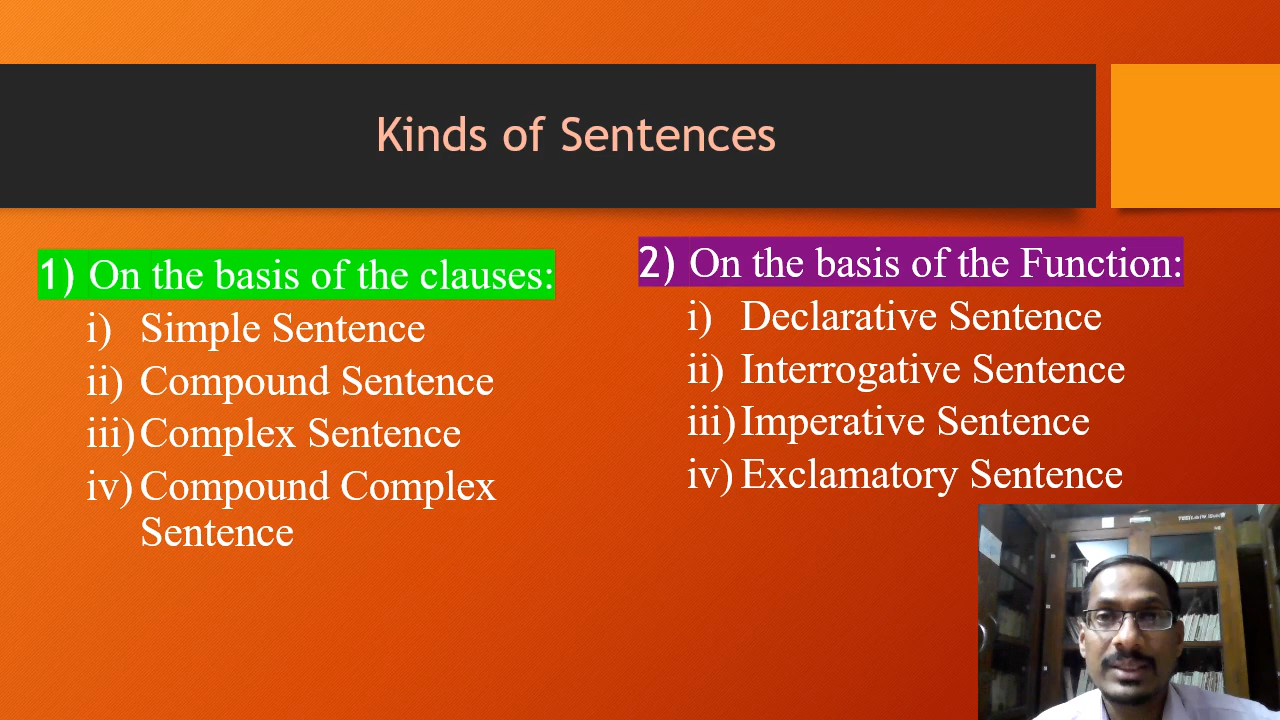 Kinds of Sentences
1) On the basis of the clauses:
i) Simple Sentence
ii) Compound Sentence
iii) Complex Sentence
iv) Compound Complex
Sentence
2) On the basis of the Function:
i) Declarative Sentence
ii) Interrogative Sentence
iii) Imperative Sentence
iv) Exclamatory Sentence